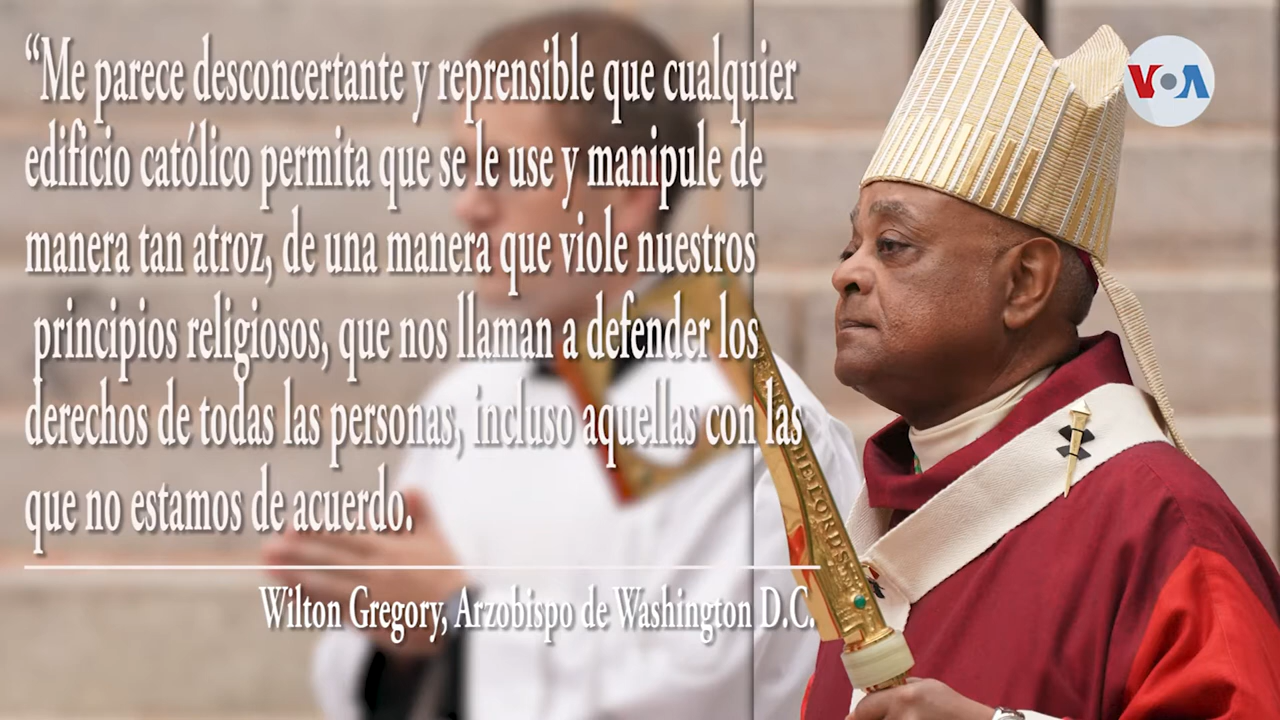 “Me parece desconcertante y reprensible que cualquier
edificio católico permita que se le use y manipule de
manera tan atroz, de una manera que viole nuestros
principios religiosos, que nos llaman a defender los
derechos de todas las personas, incluso aquellas con las
que no estamos de acuerdo.
Wilton Gregory, Arzobispo de Washington D.C.
VOA
THE LORD'S